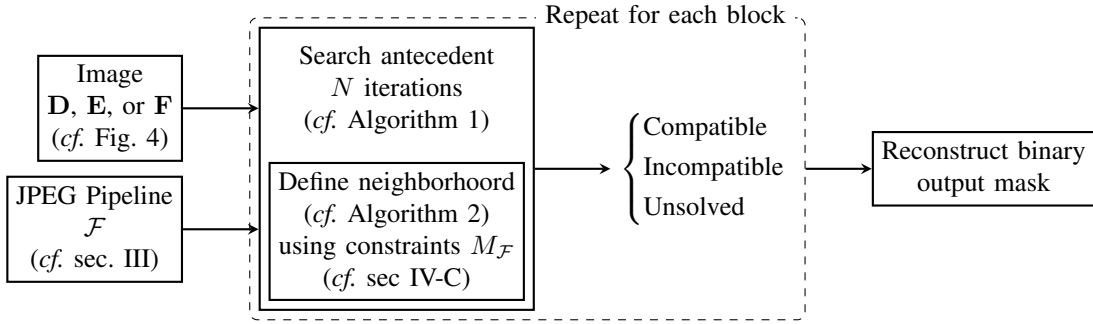 Repeat for each block
Image
D, E, or F
(cf. Fig. 4)
JPEG Pipeline
ℱ
(cf. sec. III)
Search antecedent
N iterations
(cf. Algorithm 1)
Define neighborhoord
(cf. Algorithm 2)
using constraints M_ℱ
(cf. sec IV-C)
Compatible
Incompatible
Unsolved
Reconstruct binary
output mask